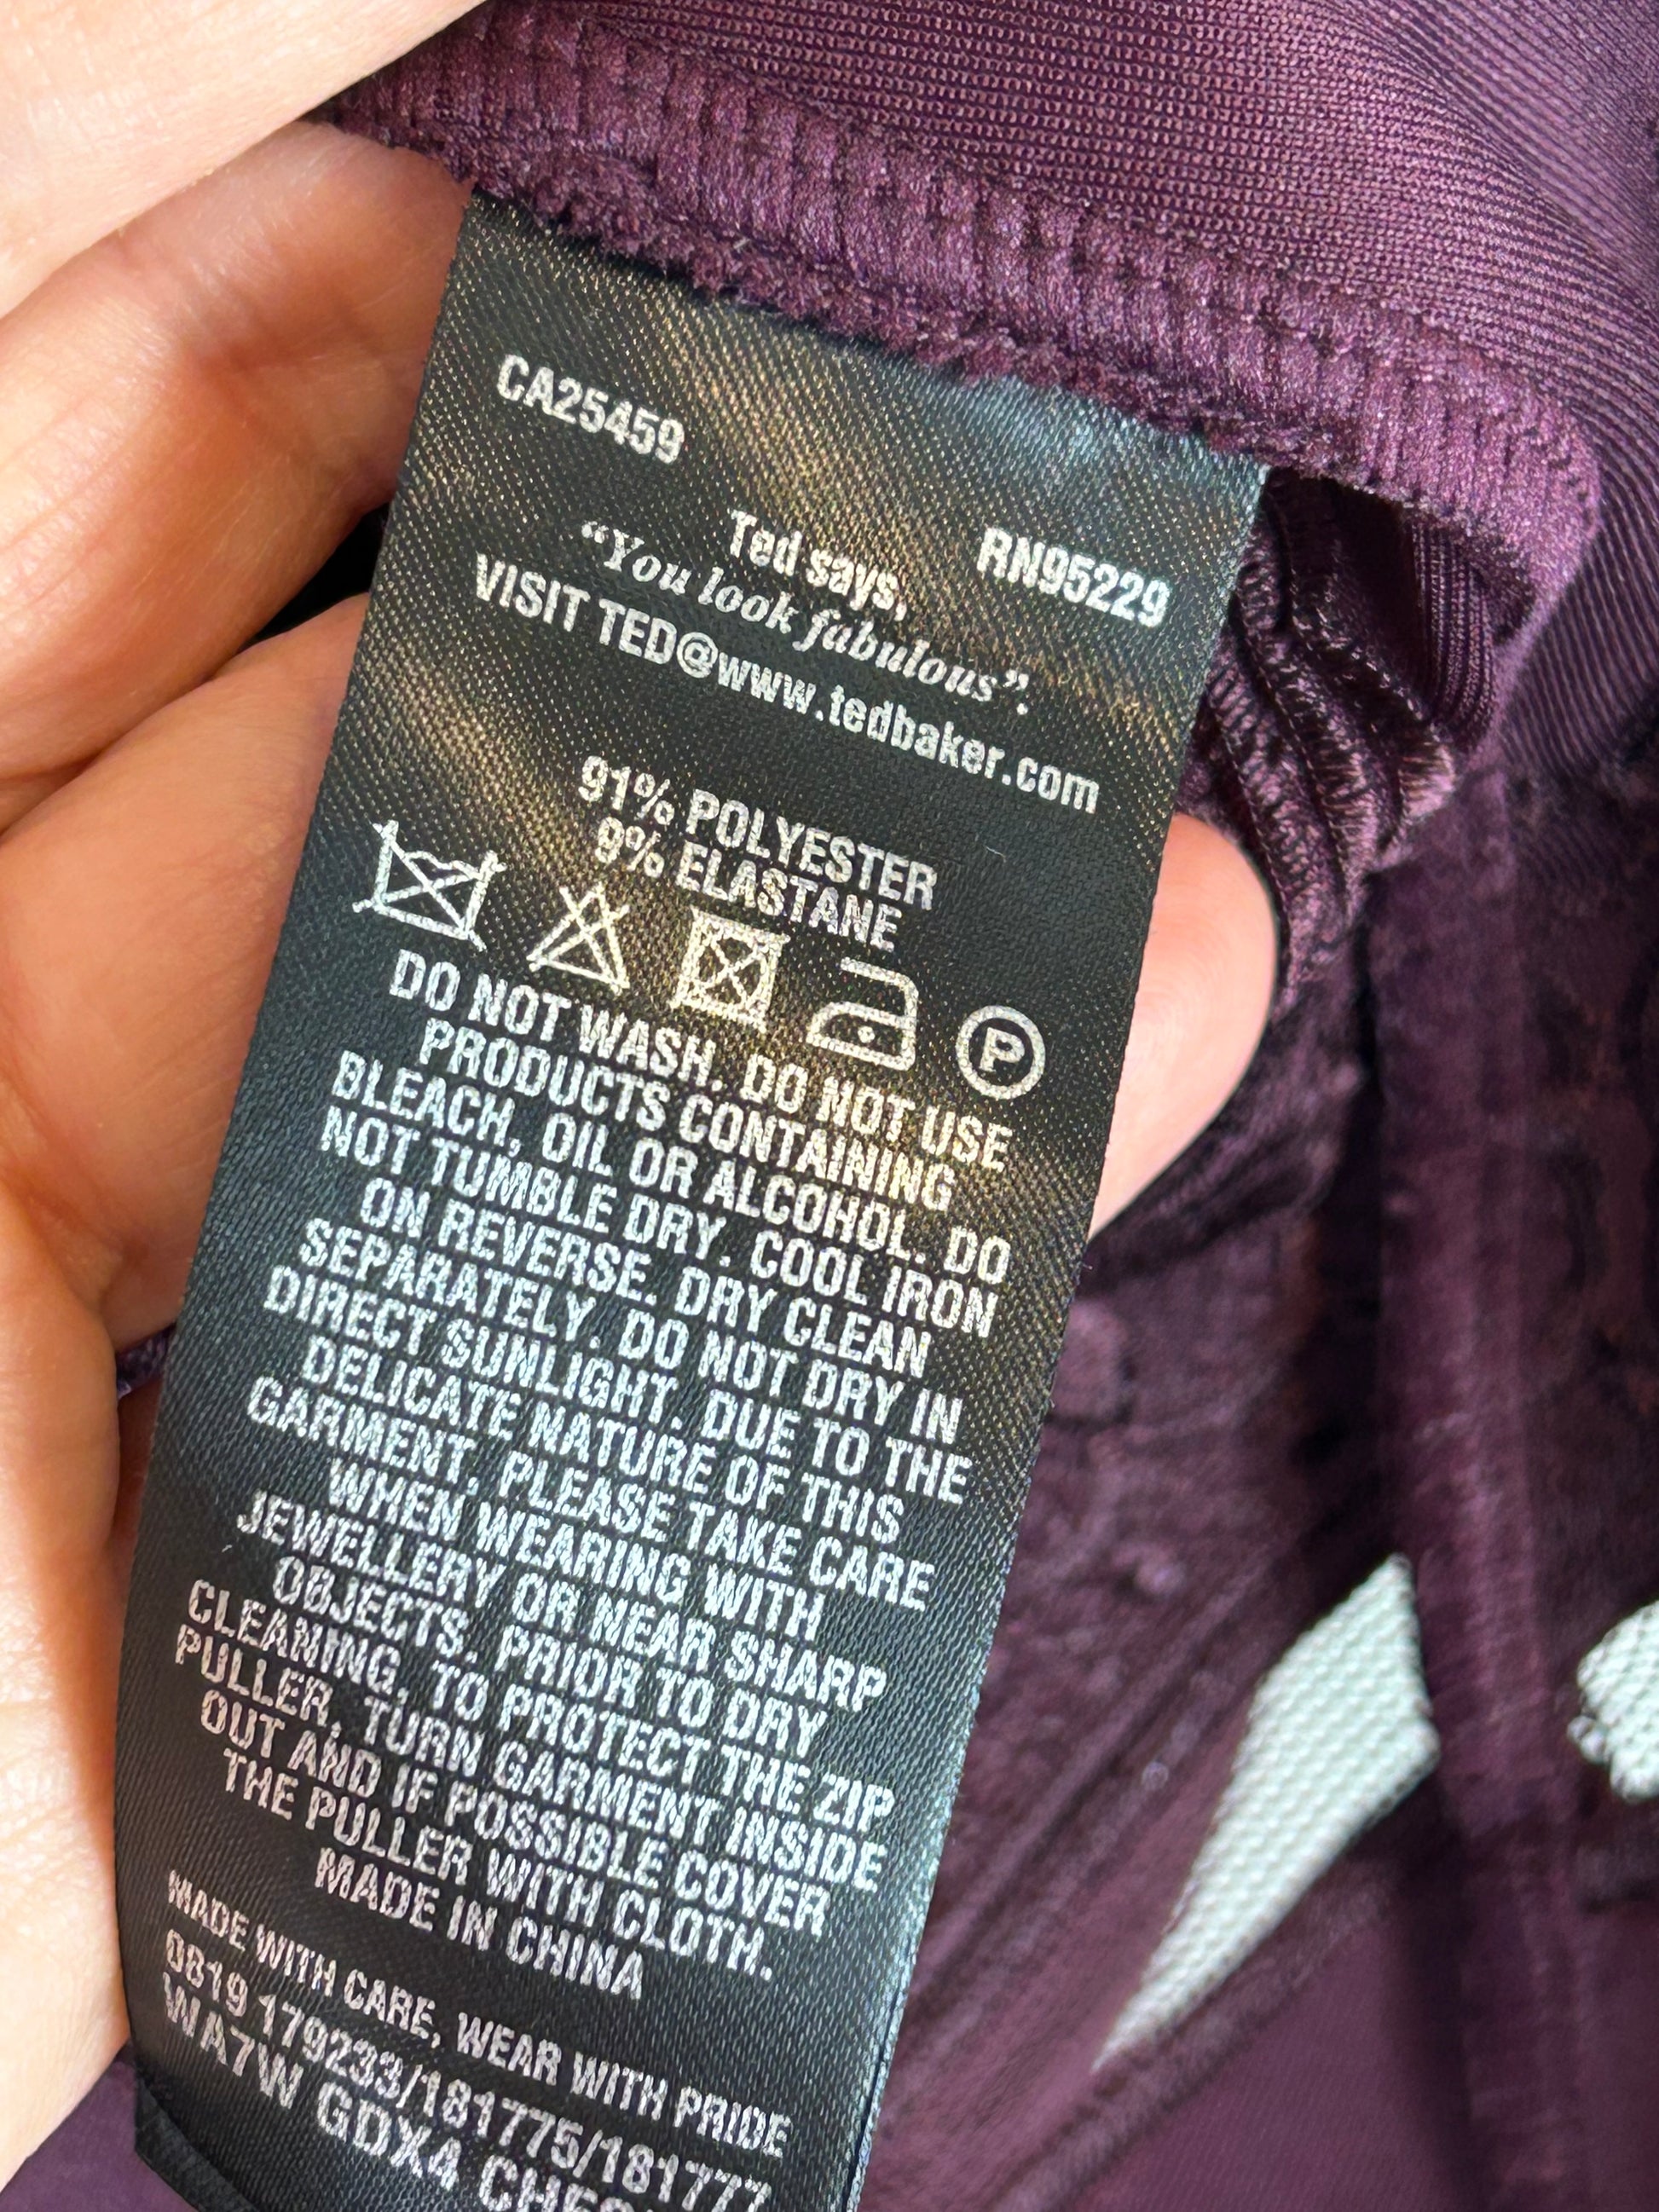 CA25459
RN95229
Ted says,
“You look fabulous”.
VISIT TED@www.tedbaker.com
91% POLYESTER
9% ELASTANE
P
DO NOT WASH. DO NOT USE
PRODUCTS CONTAINING
BLEACH, OIL OR ALCOHOL. DO
NOT TUMBLE DRY. COOL IRON
ON REVERSE. DRY CLEAN
SEPARATELY. DO NOT DRY IN
DIRECT SUNLIGHT. DUE TO THE
DELICATE NATURE OF THIS
GARMENT, PLEASE TAKE CARE
WHEN WEARING WITH
JEWELLERY OR NEAR SHARP
OBJECTS. PRIOR TO DRY
CLEANING, TO PROTECT THE ZIP
PULLER, TURN GARMENT INSIDE
OUT AND IF POSSIBLE COVER
THE PULLER WITH CLOTH.
MADE IN CHINA
MADE WITH CARE, WEAR WITH PRIDE
0819 179233/181775/181777
WA7W GDXA